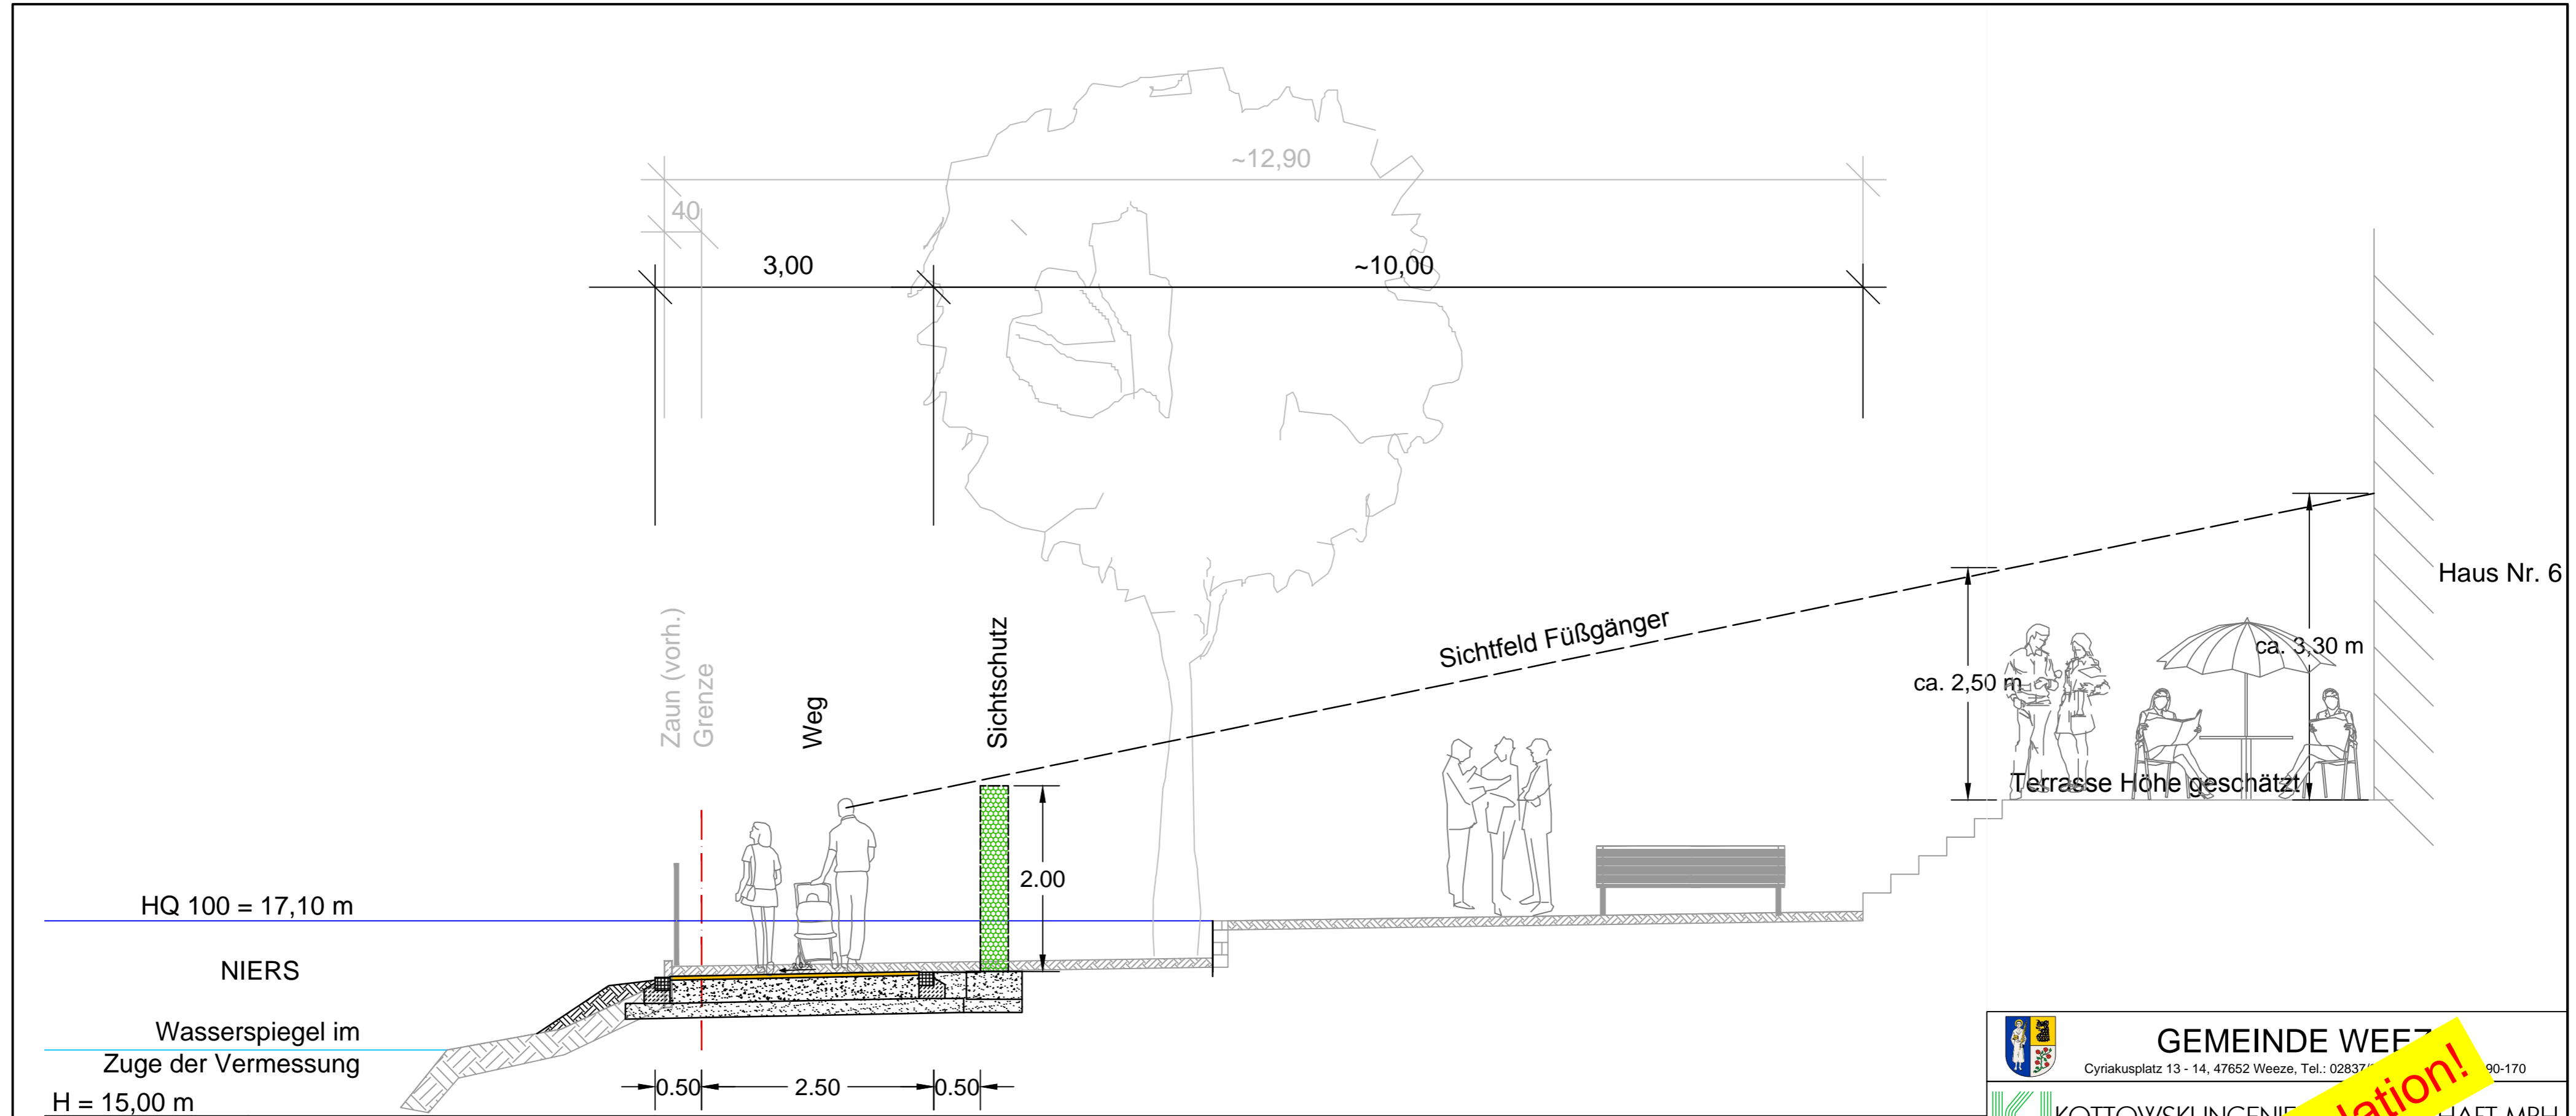 ~12,90
40
3,00
~10,00
Haus Nr. 6
Zaun (vorh.)
Grenze
Weg
Sichtschutz
Sichtfeld Füßgänger
ca. 3,30 m
ca. 2,50 m
Terrasse Höhe geschätzt
2.00
HQ 100 = 17,10 m
NIERS
Wasserspiegel im
Zuge der Vermessung
0.50
2.50
0.50
H = 15,00 m
GEMEINDE WEEZ
Cyriakusplatz 13 - 14, 47652 Weeze, Tel.: 02837/ 90-170